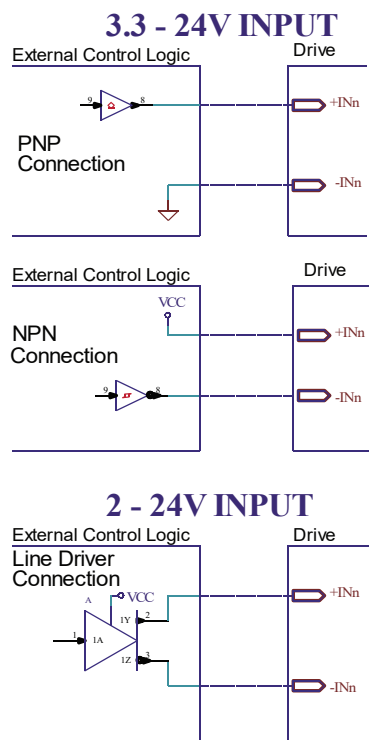 3.3 - 24V INPUT
External Control Logic Drive
9 8 +INn
PNP
Connection
-INn
External Control Logic Drive
VCC
+INn
NPN
Connection
9 8 -INn
2 - 24V INPUT
External Control Logic Drive
Line Driver
Connection
A VCC +INn
1Y 2
1 1A
1Z 3
-INn